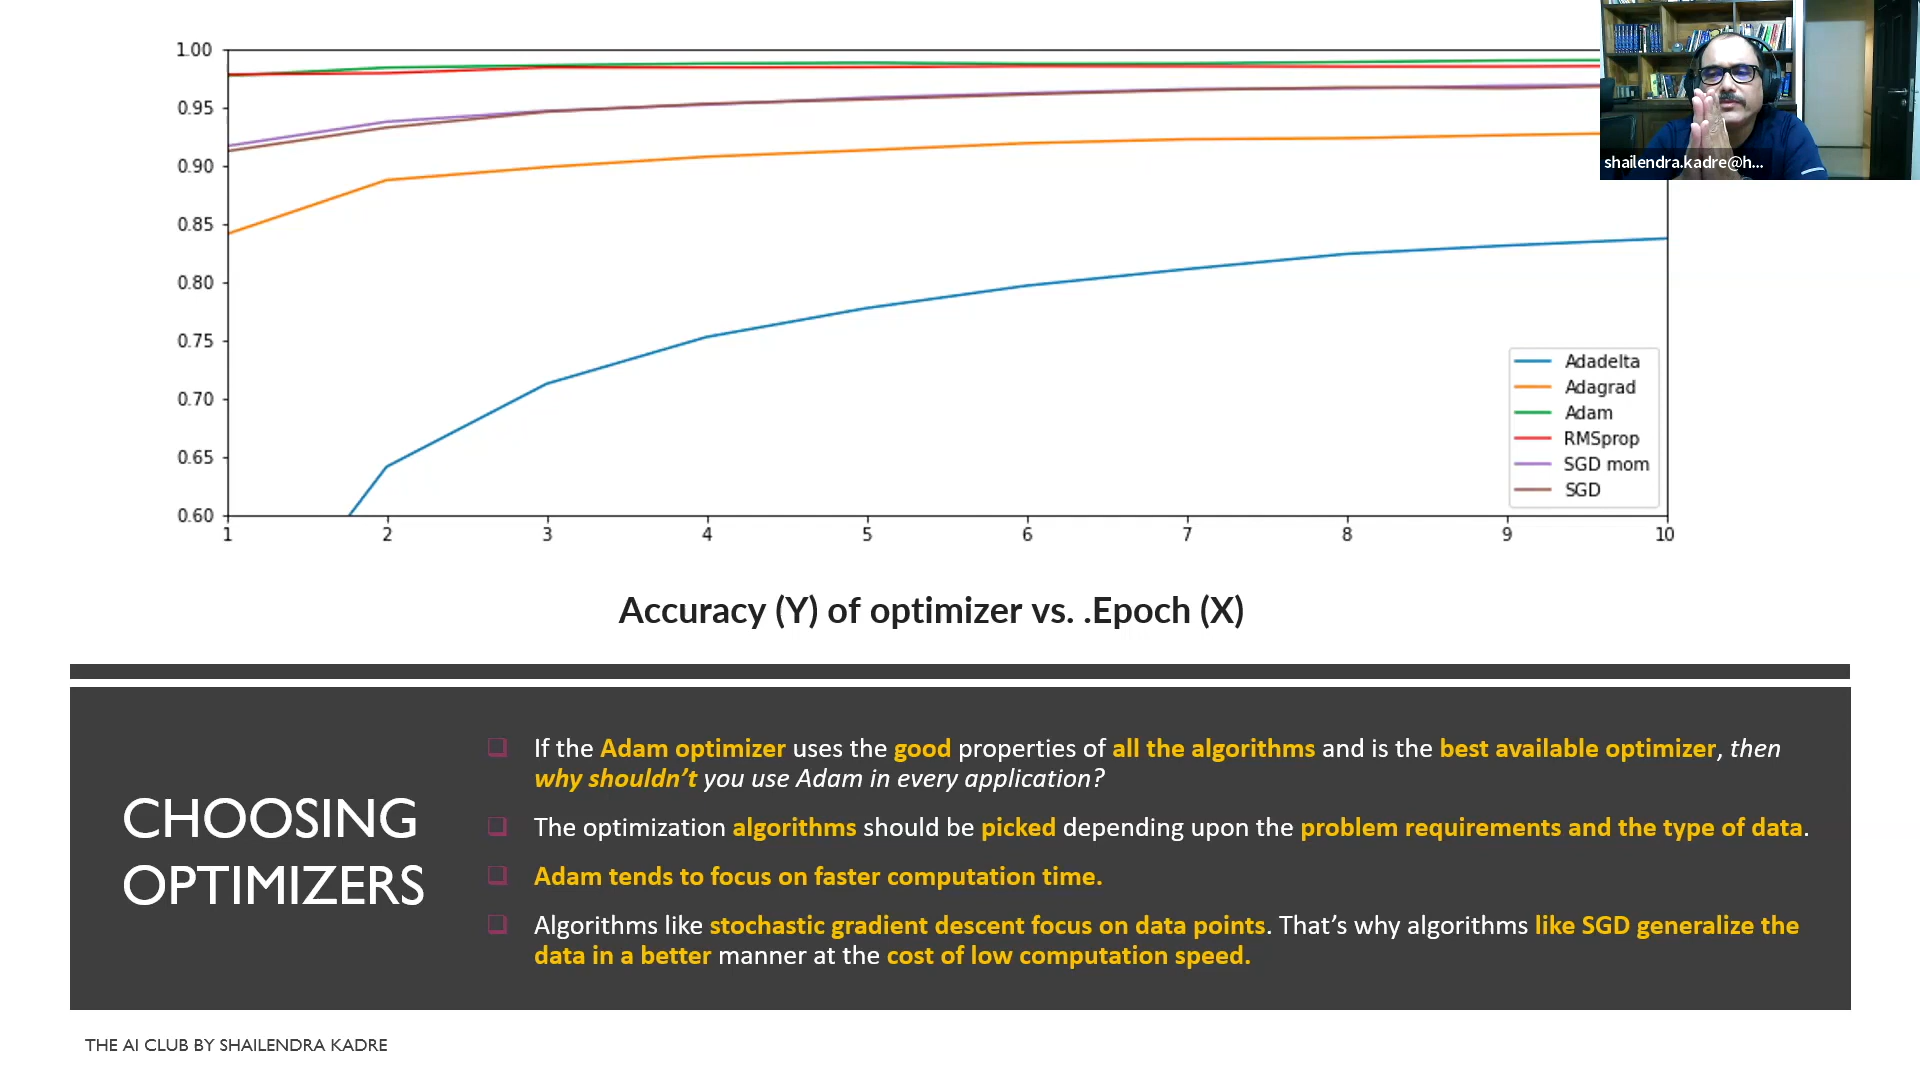 1.00
0.95
0.90
0.85
0.80
0.75
0.70
0.65
0.60
1 2 3 4 5 6 7 8 9 10
Adadelta
Adagrad
Adam
RMSprop
SGD mom
SGD
shailendra.kadre@h...
Accuracy (Y) of optimizer vs. .Epoch (X)
CHOOSING
OPTIMIZERS
If the Adam optimizer uses the good properties of all the algorithms and is the best available optimizer, then
why shouldn’t you use Adam in every application?
The optimization algorithms should be picked depending upon the problem requirements and the type of data.
Adam tends to focus on faster computation time.
Algorithms like stochastic gradient descent focus on data points. That’s why algorithms like SGD generalize the
data in a better manner at the cost of low computation speed.
THE AI CLUB BY SHAILENDRA KADRE